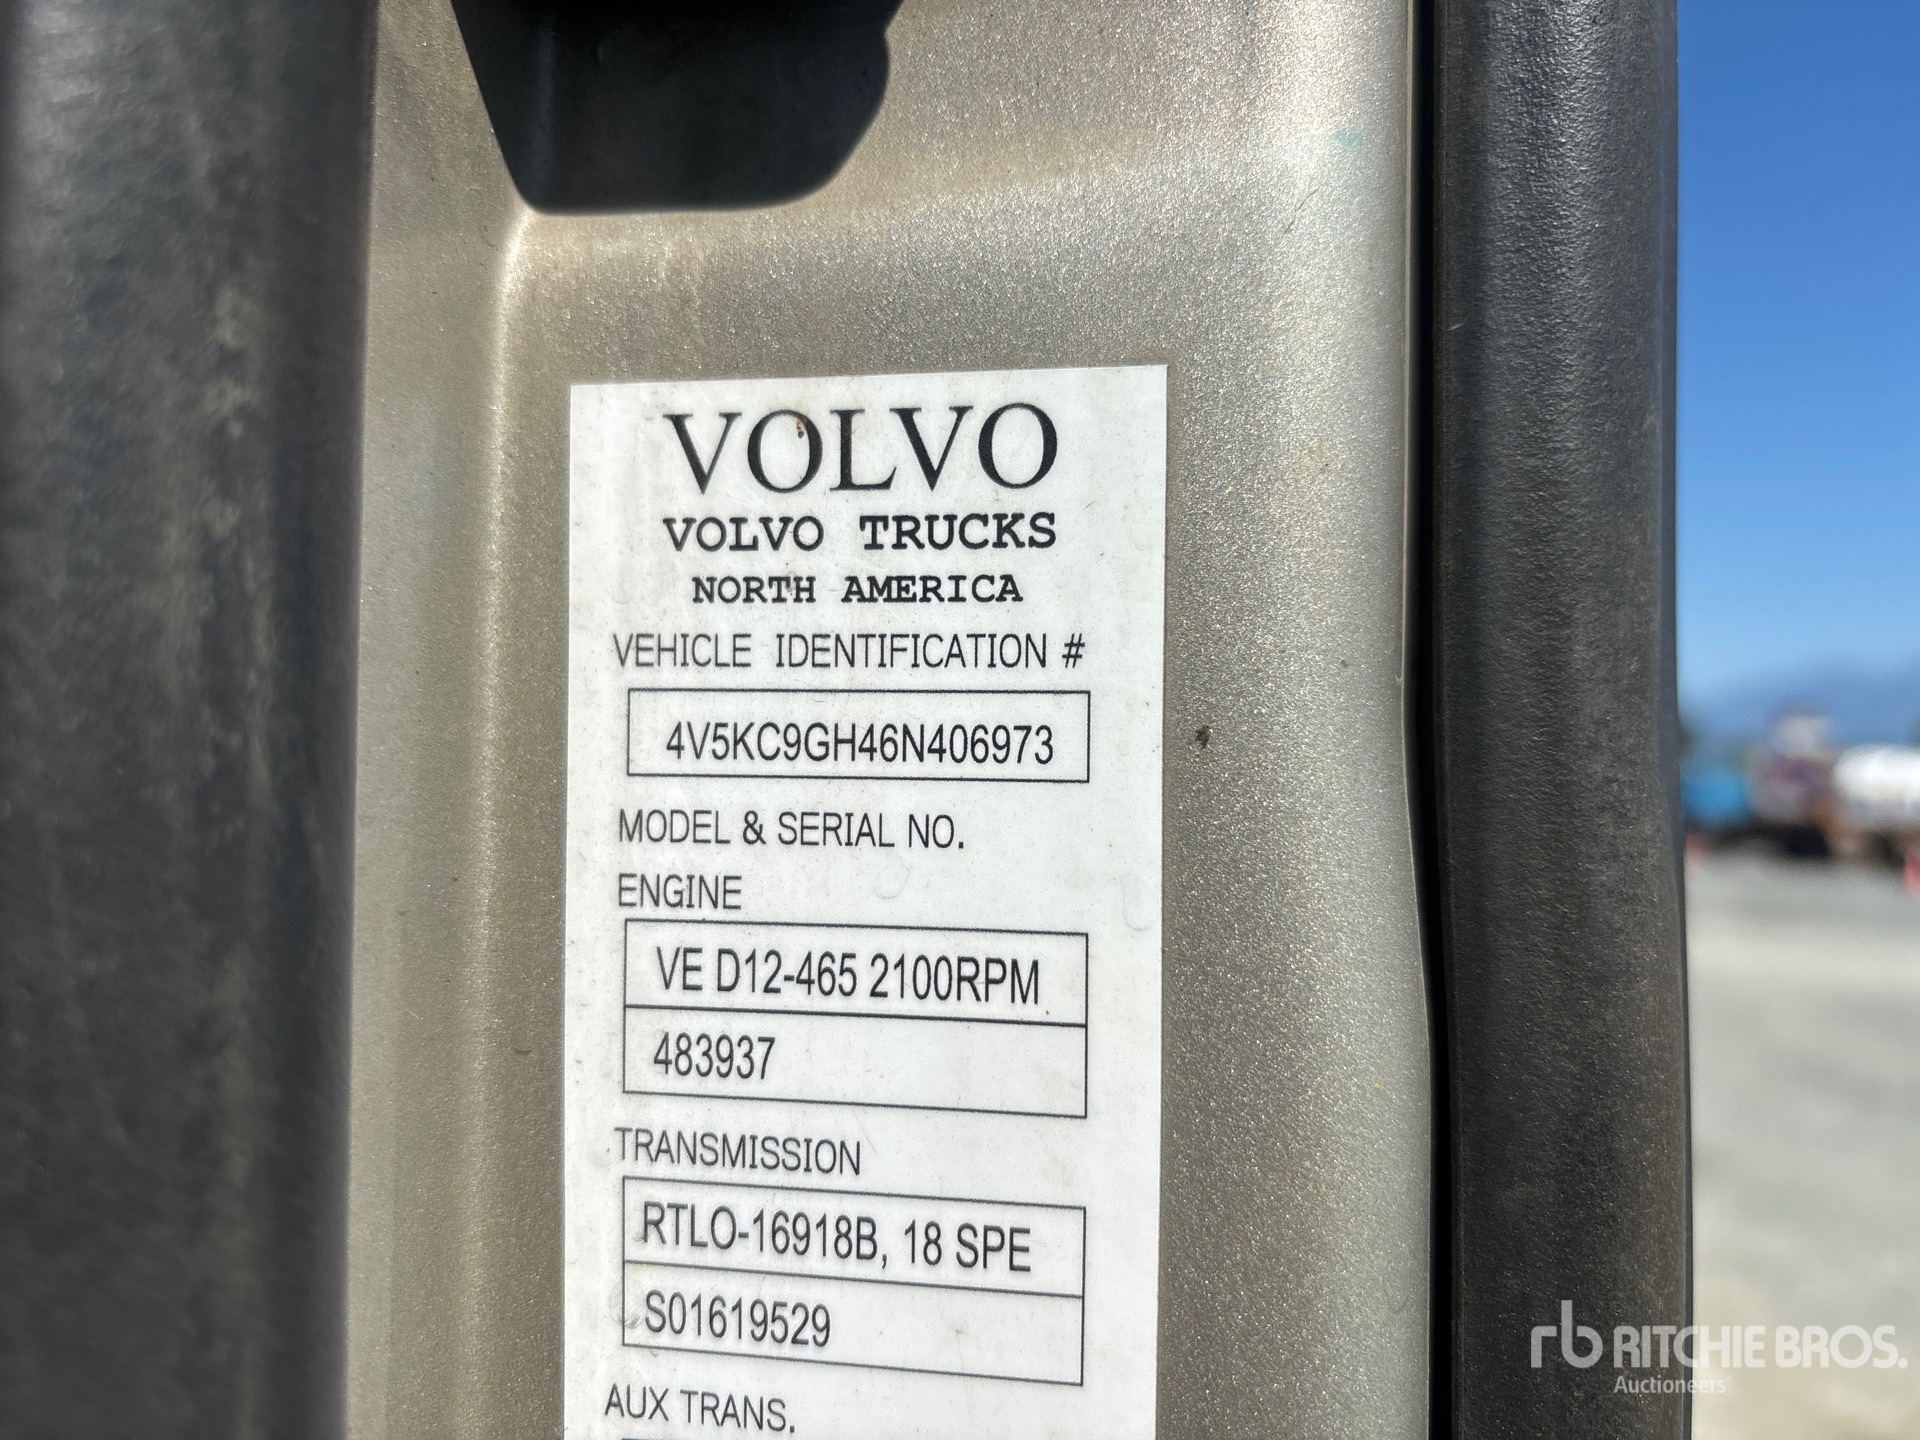 VOLVO
VOLVO TRUCKS
NORTH AMERICA
VEHICLE IDENTIFICATION #
4V5KC9GH46N406973
MODEL & SERIAL NO.
ENGINE
VE D12-465 2100RPM
483937
TRANSMISSION
RTLO-16918B, 18 SPE
S01619529
AUX TRANS.
rb RITCHIE BROS.
Auctioneers